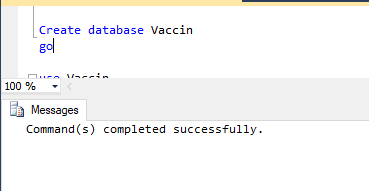 Create database Vaccin
go
use Vaccin
100 %
Messages
Command(s) completed successfully.